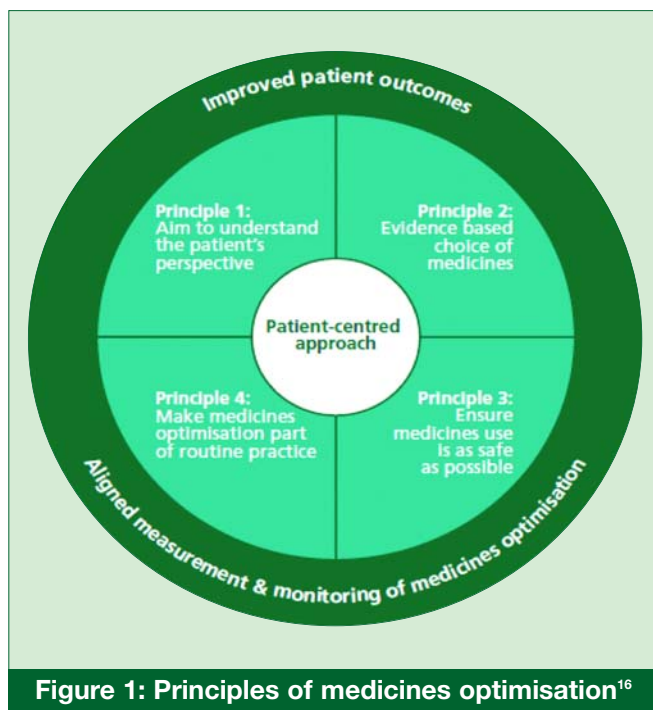 Improved patient outcomes
Principle 1:
Aim to understand
the patient's
perspective
Principle 2:
Evidence based
choice of
medicines
Patient-centred
approach
Principle 4:
Make medicines
optimisation part
of routine practice
Principle 3:
Ensure
medicines use
is as safe
as possible
Aligned measurement & monitoring of medicines optimisation
Figure 1: Principles of medicines optimisation¹⁶